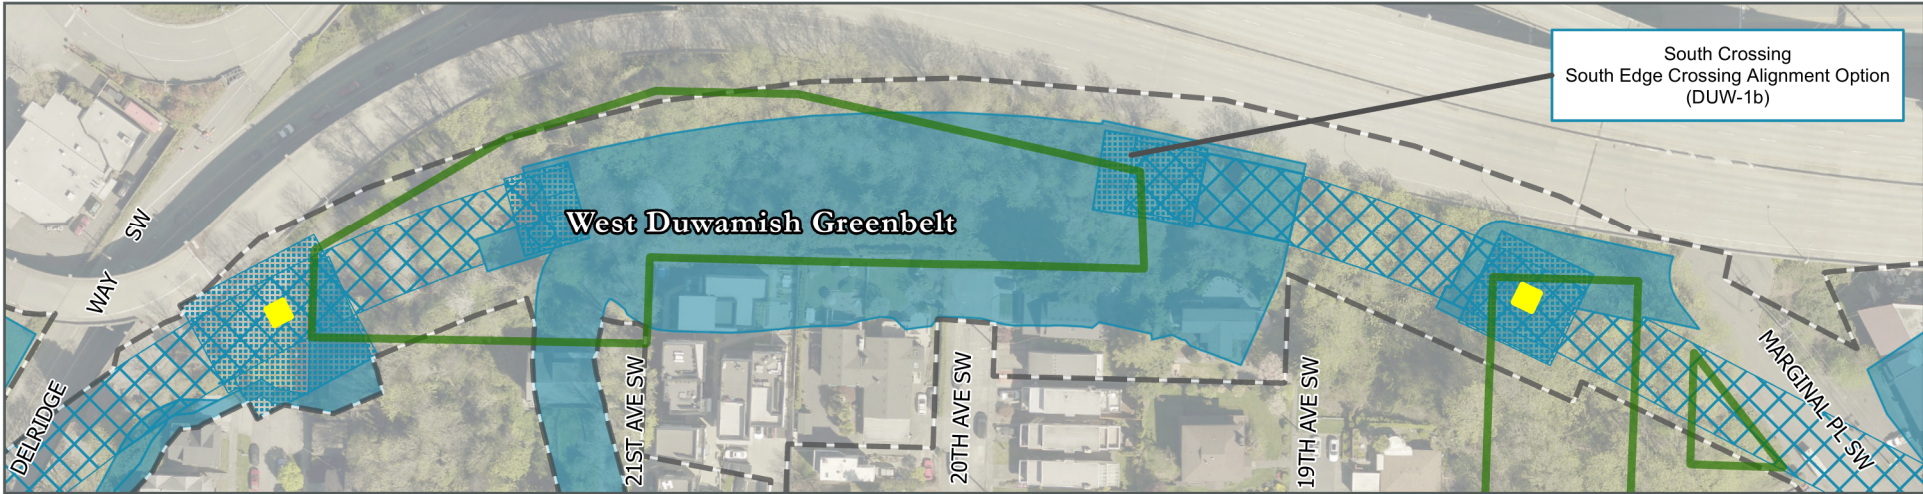 South Crossing
South Edge Crossing Alignment Option
(DUW-1b)
West Duwamish Greenbelt
DELRIDGE WAY SW
21ST AVE SW
20TH AVE SW
19TH AVE SW
MARGINAL PL SW